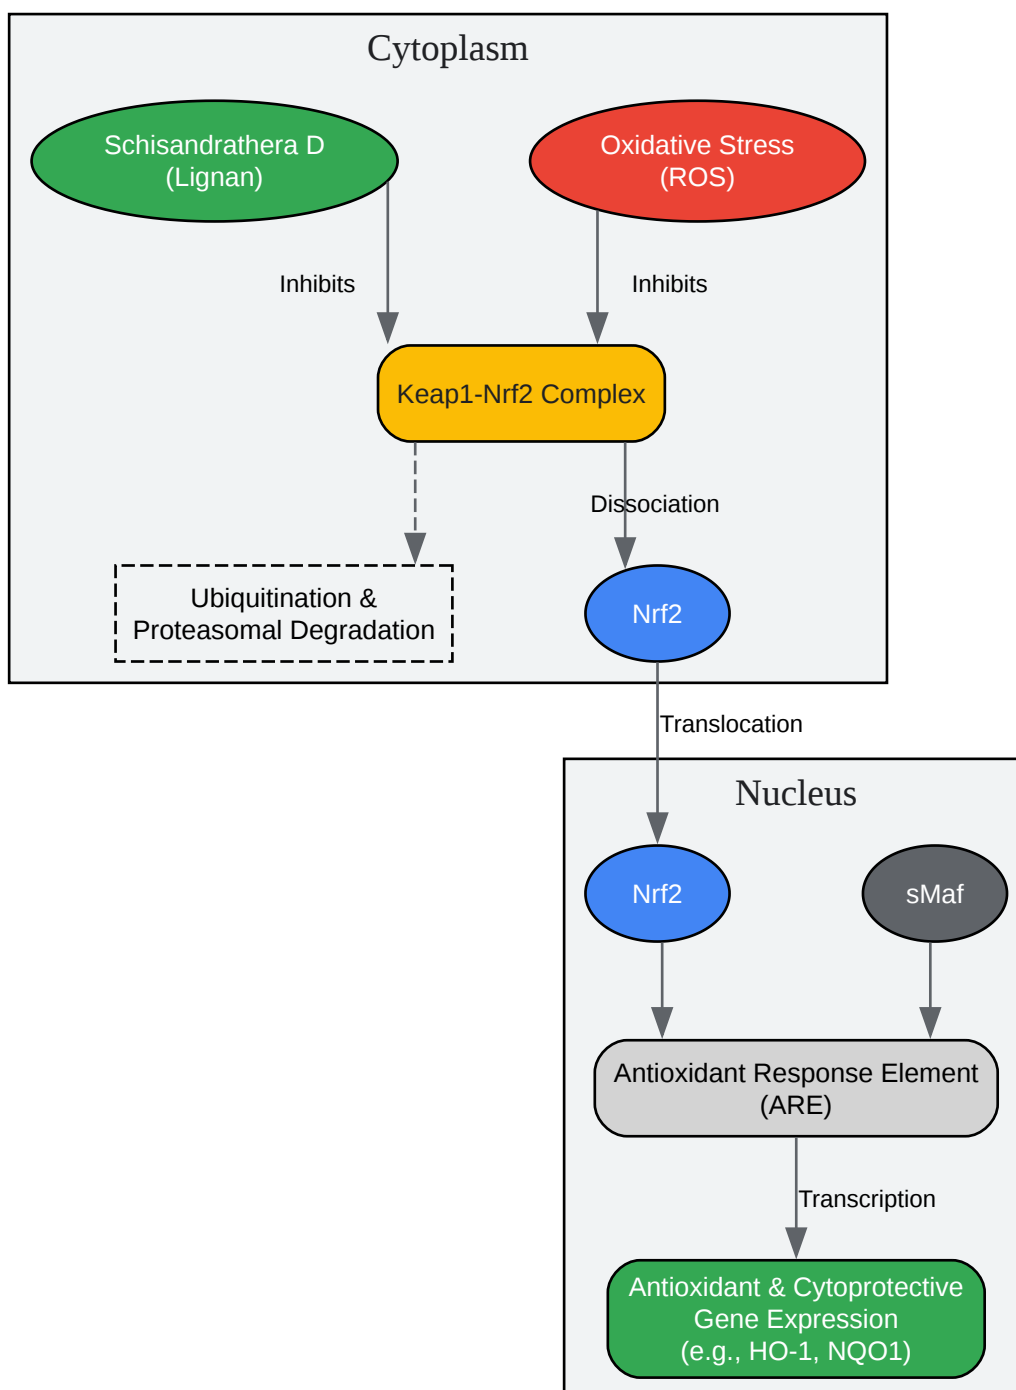 Cytoplasm
Schisandrathera D
(Lignan)
Oxidative Stress
(ROS)
Inhibits
Inhibits
Keap1-Nrf2 Complex
Dissociation
Ubiquitination &
Proteasomal Degradation
Nrf2
Translocation
Nucleus
Nrf2
sMaf
Antioxidant Response Element
(ARE)
Transcription
Antioxidant & Cytoprotective
Gene Expression
(e.g., HO-1, NQO1)